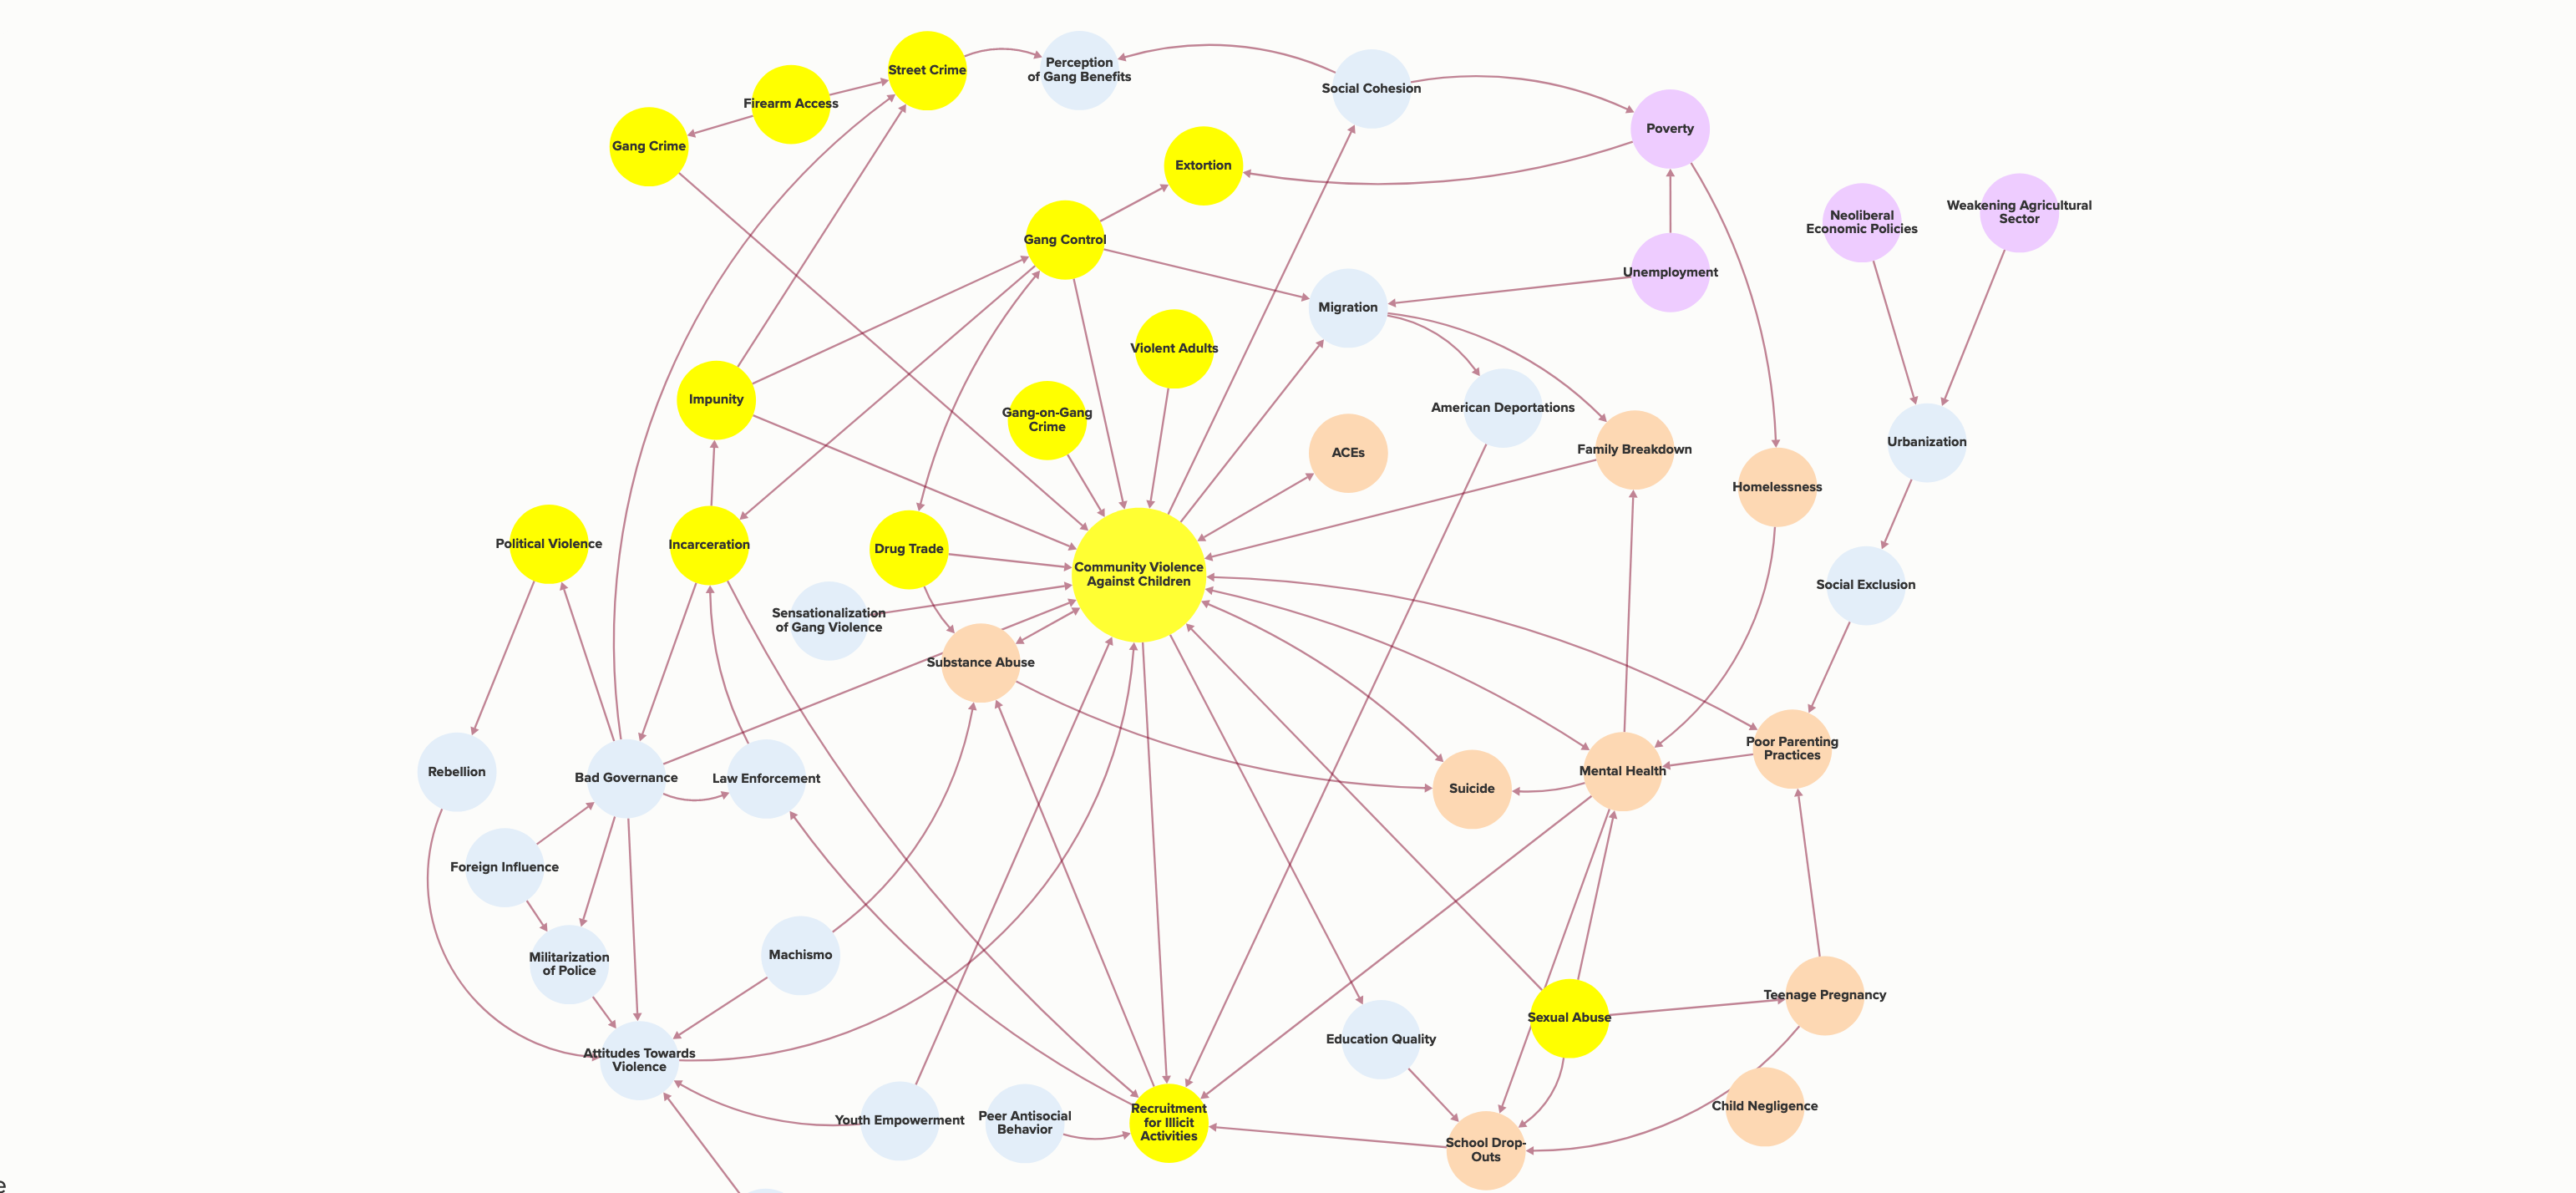 Street Crime
Perception
of Gang Benefits
Social Cohesion
Firearm Access
Poverty
Gang Crime
Extortion
Neoliberal
Economic Policies
Weakening Agricultural
Sector
Gang Control
Unemployment
Migration
Violent Adults
Impunity
Gang-on-Gang
Crime
American Deportations
Urbanization
ACEs
Family Breakdown
Homelessness
Political Violence
Incarceration
Drug Trade
Community Violence
Against Children
Social Exclusion
Sensationalization
of Gang Violence
Substance Abuse
Poor Parenting
Practices
Rebellion
Bad Governance
Law Enforcement
Mental Health
Suicide
Foreign Influence
Machismo
Militarization
of Police
Teenage Pregnancy
Sexual Abuse
Education Quality
Attitudes Towards
Violence
Child Negligence
Youth Empowerment
Peer Antisocial
Behavior
Recruitment
for Illicit
Activities
School Drop-
Outs
e